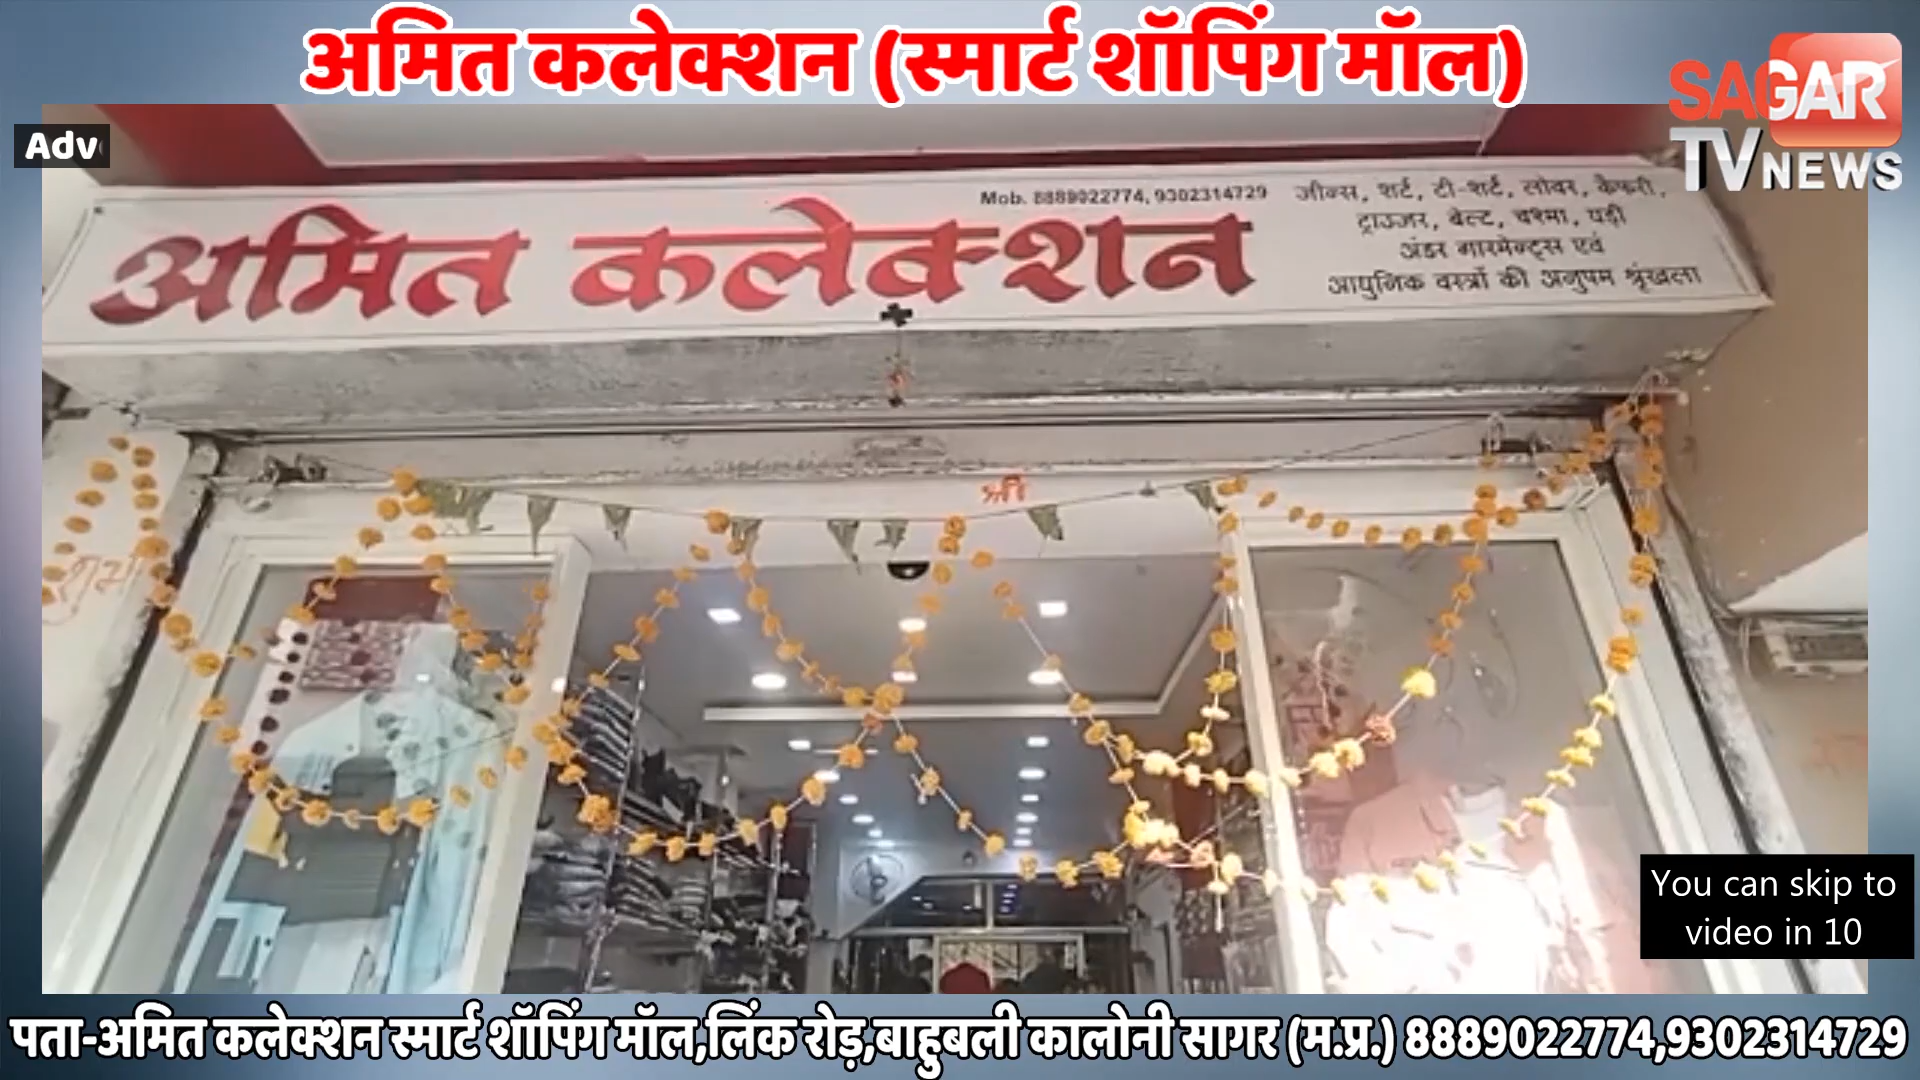 अमित कलेक्शन (स्मार्ट शॉपिंग मॉल)
SAGAR
TV NEWS
Adv
Mob. 8889022774, 9302314729
अमित कलेक्शन
जीन्स, शर्ट, टी-शर्ट, लोवर, कैफरी,
ट्राउजर, बेल्ट, चश्मा, घड़ी
अंडर गारमेन्ट्स एवं
आधुनिक वस्त्रों की अनुपम श्रृंखला
श्री
शुभ
You can skip to
video in 10
पता-अमित कलेक्शन स्मार्ट शॉपिंग मॉल,लिंक रोड़,बाहुबली कालोनी सागर (म.प्र.) 8889022774,9302314729